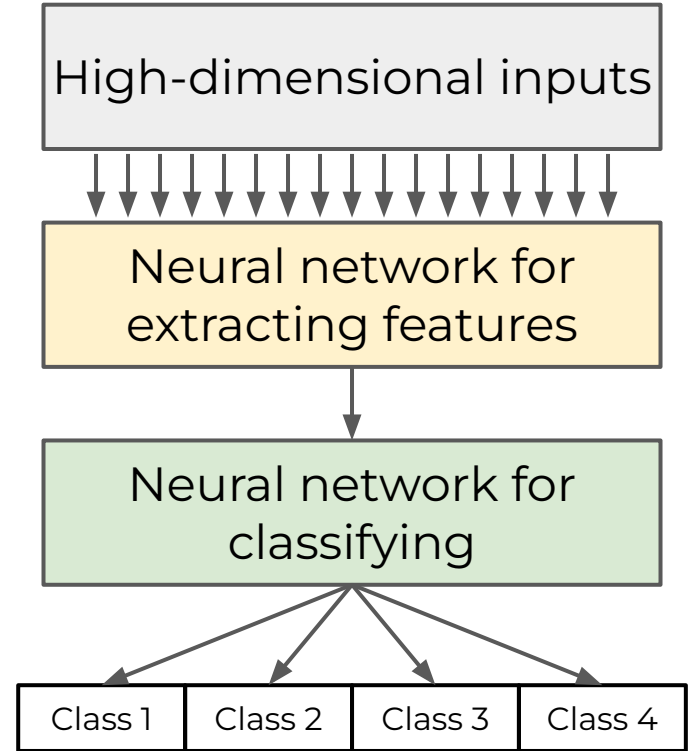 High-dimensional inputs
Neural network for
extracting features
Neural network for
classifying
Class 1
Class 2
Class 3
Class 4